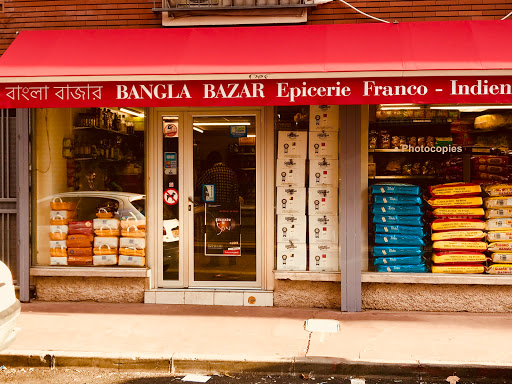 বাংলা বাজার BANGLA BAZAR Epicerie Franco - Indien
Photocopies